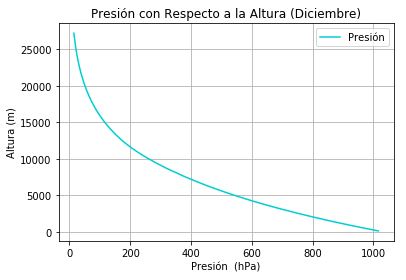 Presión con Respecto a la Altura (Diciembre)
Presión
25000
20000
15000
10000
5000
0
Altura (m)
0 200 400 600 800 1000
Presión (hPa)